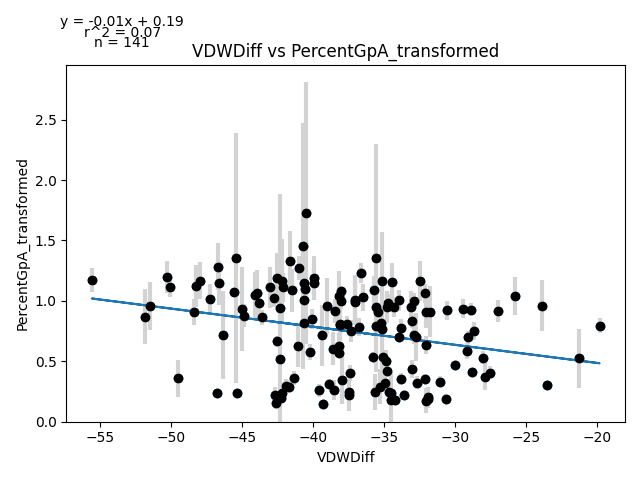 y = -0.01x + 0.19
r^2 = 0.07
n = 141
VDWDiff vs PercentGpA_transformed
PercentGpA_transformed
2.5
2.0
1.5
1.0
0.5
0.0
−55
−50
−45
−40
−35
−30
−25
−20
VDWDiff